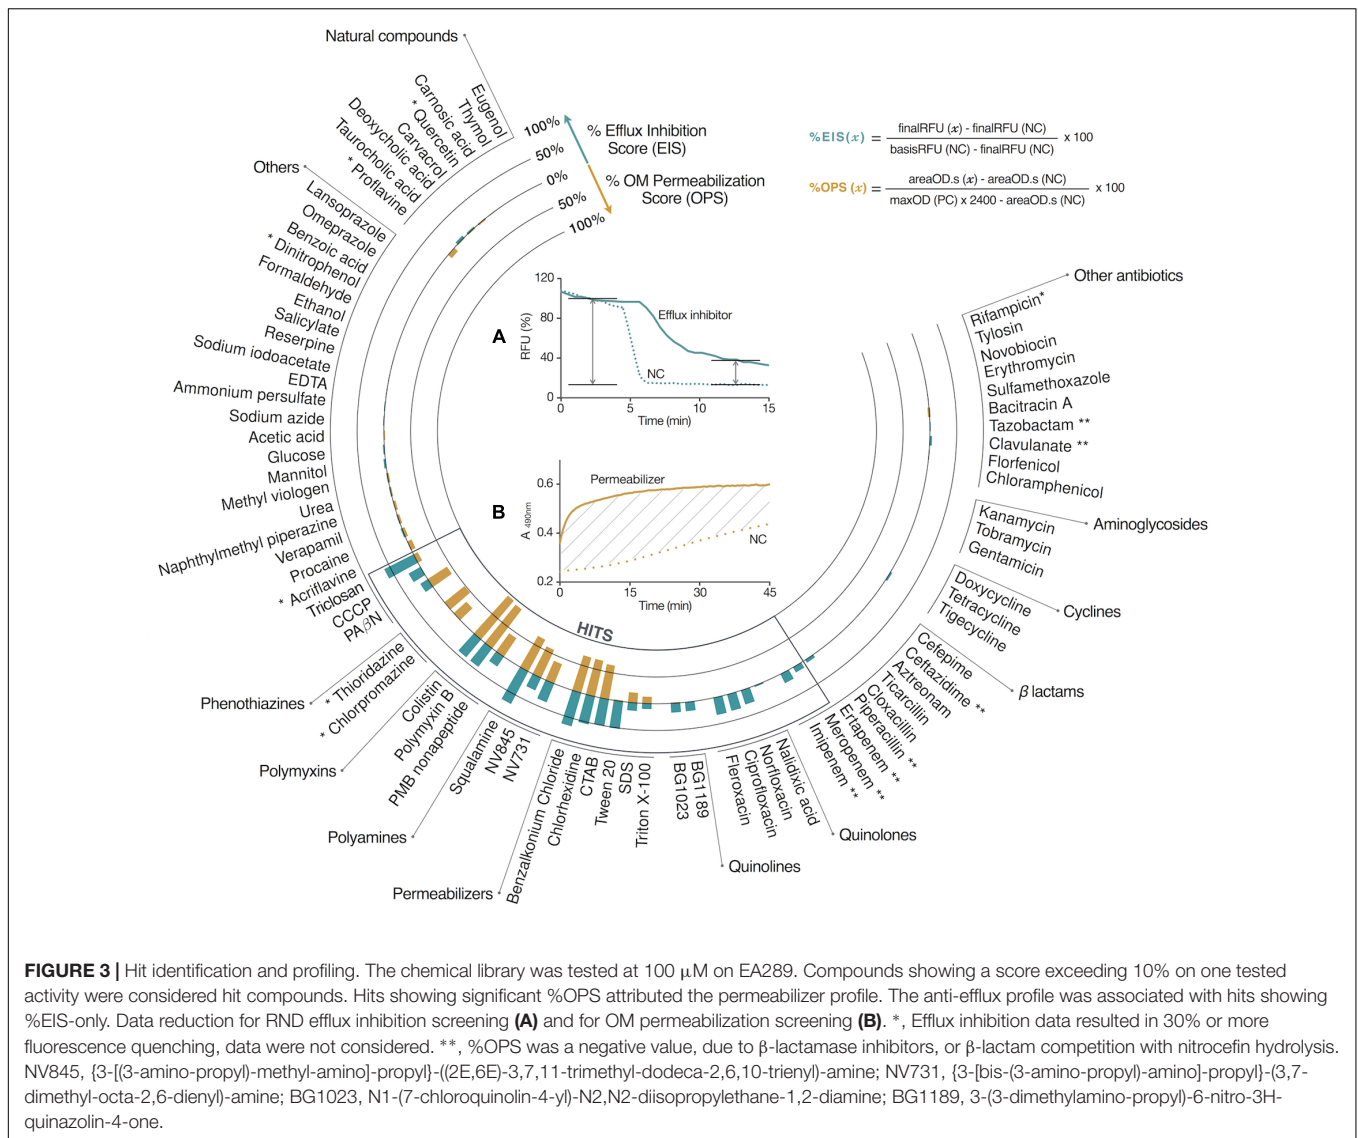 Natural compounds
Eugenol
Thymol
Carnosic acid
* Quercetin
Carvacrol
Deoxycholic acid
Taurocholic acid
* Proflavine
Others
Lansoprazole
Omeprazole
Benzoic acid
* Dinitrophenol
Formaldehyde
Ethanol
Salicylate
Reserpine
Sodium iodoacetate
EDTA
Ammonium persulfate
Sodium azide
Acetic acid
Glucose
Mannitol
Methyl viologen
Urea
Naphthylmethyl piperazine
Verapamil
Procaine
* Acriflavine
Triclosan
CCCP
PAβN
Phenothiazines
* Thioridazine
* Chlorpromazine
Polymyxins
Colistin
Polymyxin B
PMB nonapeptide
Polyamines
Squalamine
NV845
NV731
Permeabilizers
Benzalkonium Chloride
Chlorhexidine
CTAB
Tween 20
SDS
Triton X-100
BG1023
BG1189
Quinolines
Fleroxacin
Ciprofloxacin
Norfloxacin
Nalidixic acid
Quinolones
Imipenem **
Meropenem **
Ertapenem **
Piperacillin **
Cloxacillin
Ticarcillin
Aztreonam
Ceftazidime **
Cefepime
β lactams
Tigecycline
Tetracycline
Doxycycline
Cyclines
Gentamicin
Tobramycin
Kanamycin
Aminoglycosides
Chloramphenicol
Florfenicol
Clavulanate **
Tazobactam **
Bacitracin A
Sulfamethoxazole
Erythromycin
Novobiocin
Tylosin
Rifampicin*
Other antibiotics
100%
50%
0%
50%
100%
% Efflux Inhibition
Score (EIS)
% OM Permeabilization
Score (OPS)
%EIS(x) = finalRFU (x) - finalRFU (NC) / basisRFU (NC) - finalRFU (NC) x 100
%OPS (x) = areaOD.s (x) - areaOD.s (NC) / maxOD (PC) x 2400 - areaOD.s (NC) x 100
A
RFU (%)
120
80
40
0
Efflux inhibitor
NC
0 5 10 15
Time (min)
B
A 490nm
0.6
0.4
0.2
Permeabilizer
NC
0 15 30 45
Time (min)
HITS
FIGURE 3 | Hit identification and profiling. The chemical library was tested at 100 μM on EA289. Compounds showing a score exceeding 10% on one tested
activity were considered hit compounds. Hits showing significant %OPS attributed the permeabilizer profile. The anti-efflux profile was associated with hits showing
%EIS-only. Data reduction for RND efflux inhibition screening (A) and for OM permeabilization screening (B). *, Efflux inhibition data resulted in 30% or more
fluorescence quenching, data were not considered. **, %OPS was a negative value, due to β-lactamase inhibitors, or β-lactam competition with nitrocefin hydrolysis.
NV845, {3-[(3-amino-propyl)-methyl-amino]-propyl}-((2E,6E)-3,7,11-trimethyl-dodeca-2,6,10-trienyl)-amine; NV731, {3-[bis-(3-amino-propyl)-amino]-propyl}-(3,7-
dimethyl-octa-2,6-dienyl)-amine; BG1023, N1-(7-chloroquinolin-4-yl)-N2,N2-diisopropylethane-1,2-diamine; BG1189, 3-(3-dimethylamino-propyl)-6-nitro-3H-
quinazolin-4-one.